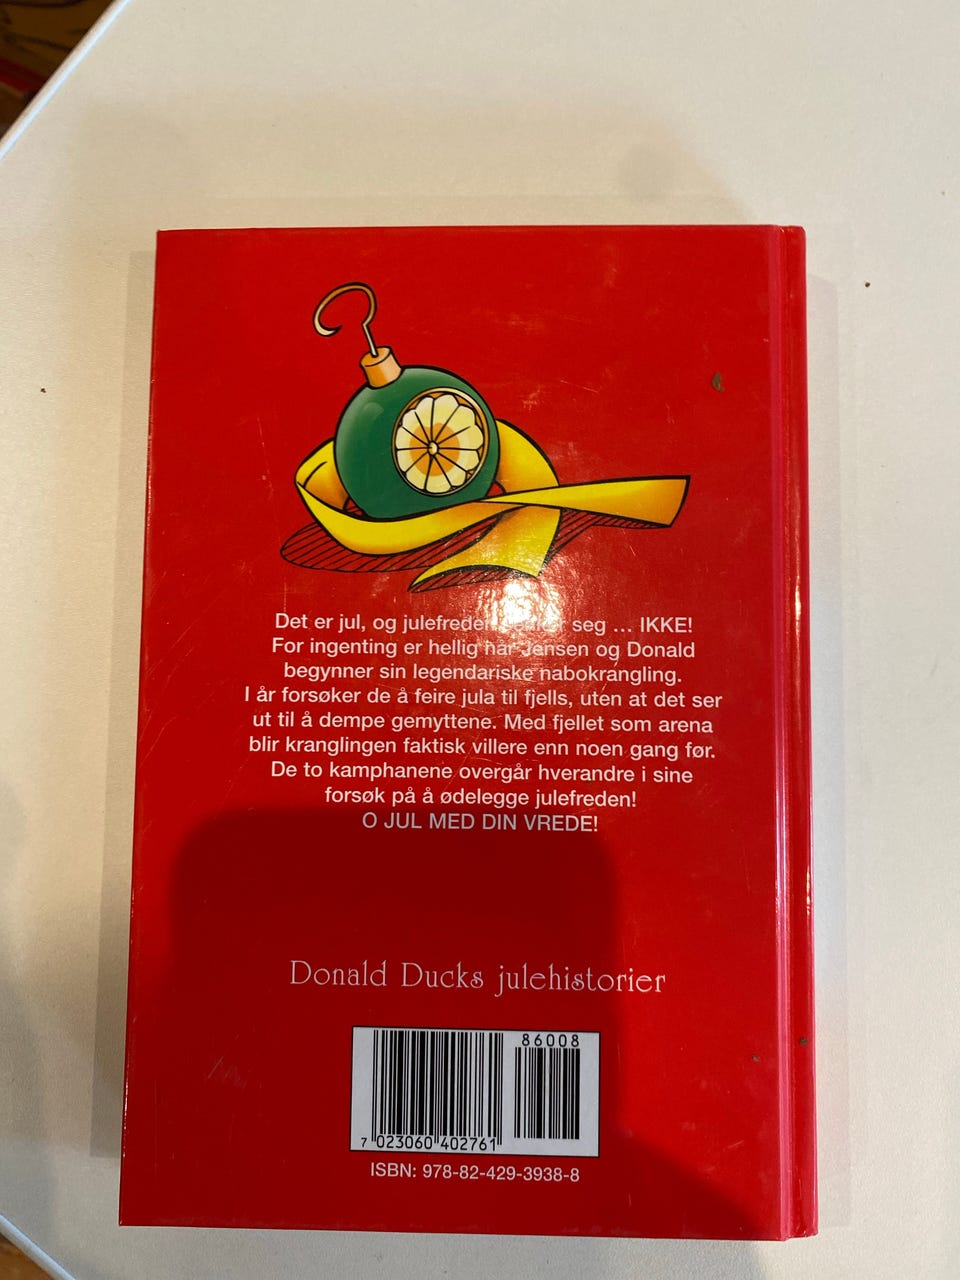 Det er jul, og julefreden seg ... IKKE!
For ingenting er hellig når Jensen og Donald
begynner sin legendariske nabokrangling.
I år forsøker de å feire jula til fjells, uten at det ser
ut til å dempe gemyttene. Med fjellet som arena
blir kranglingen faktisk villere enn noen gang før.
De to kamphanene overgår hverandre i sine
forsøk på å ødelegge julefreden!
O JUL MED DIN VREDE!
Donald Ducks julehistorier
86008
7 023060 402761
ISBN: 978-82-429-3938-8